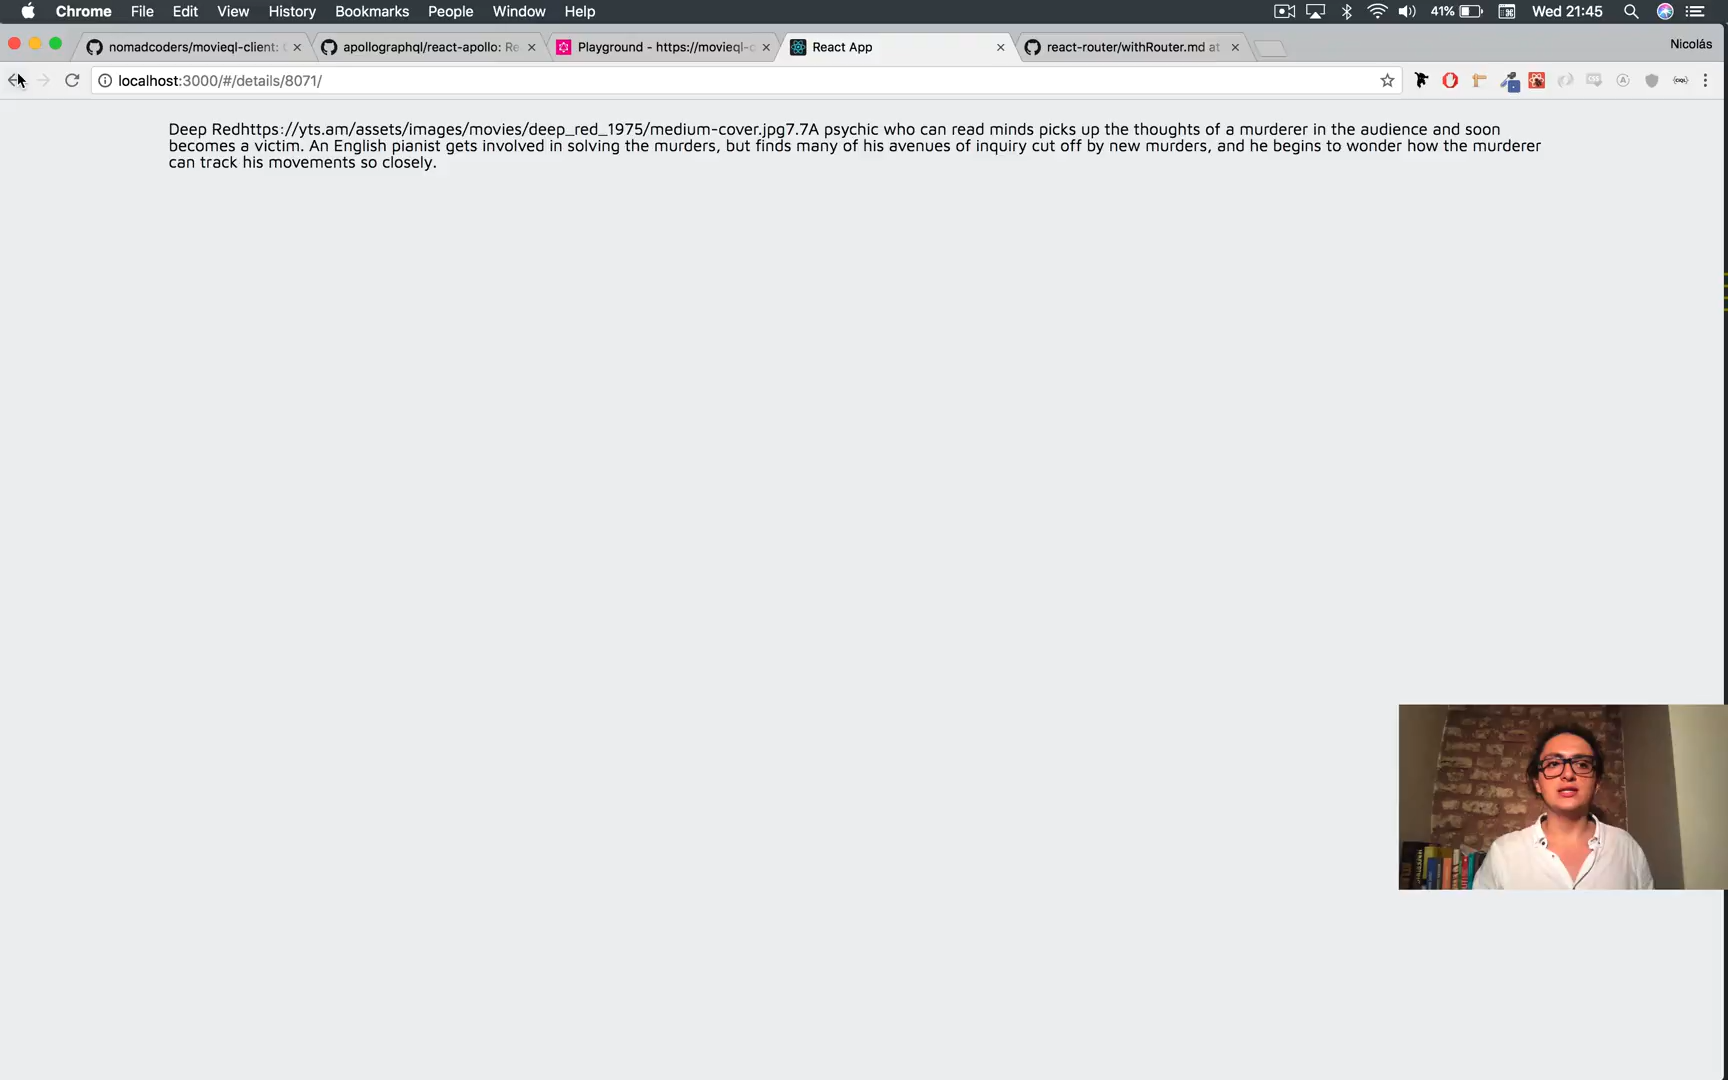 Chrome File Edit View History Bookmarks People Window Help 41% Wed 21:45
nomadcoders/movieql-client: apollographql/react-apollo: Re Playground - https://movieql-c React App react-router/withRouter.md at Nicolás
localhost:3000/#/details/8071/
Deep Redhttps://yts.am/assets/images/movies/deep_red_1975/medium-cover.jpg7.7A psychic who can read minds picks up the thoughts of a murderer in the audience and soon
becomes a victim. An English pianist gets involved in solving the murders, but finds many of his avenues of inquiry cut off by new murders, and he begins to wonder how the murderer
can track his movements so closely.